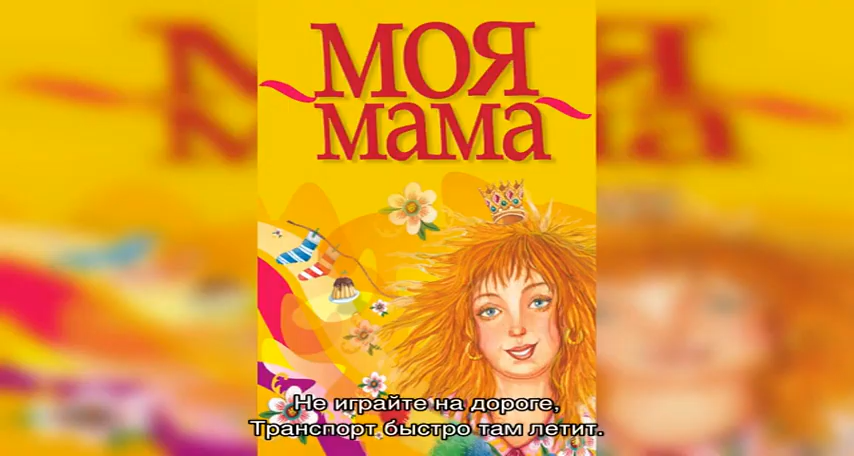 МОЯ
мама
Не играйте на дороге,
Транспорт быстро там летит.